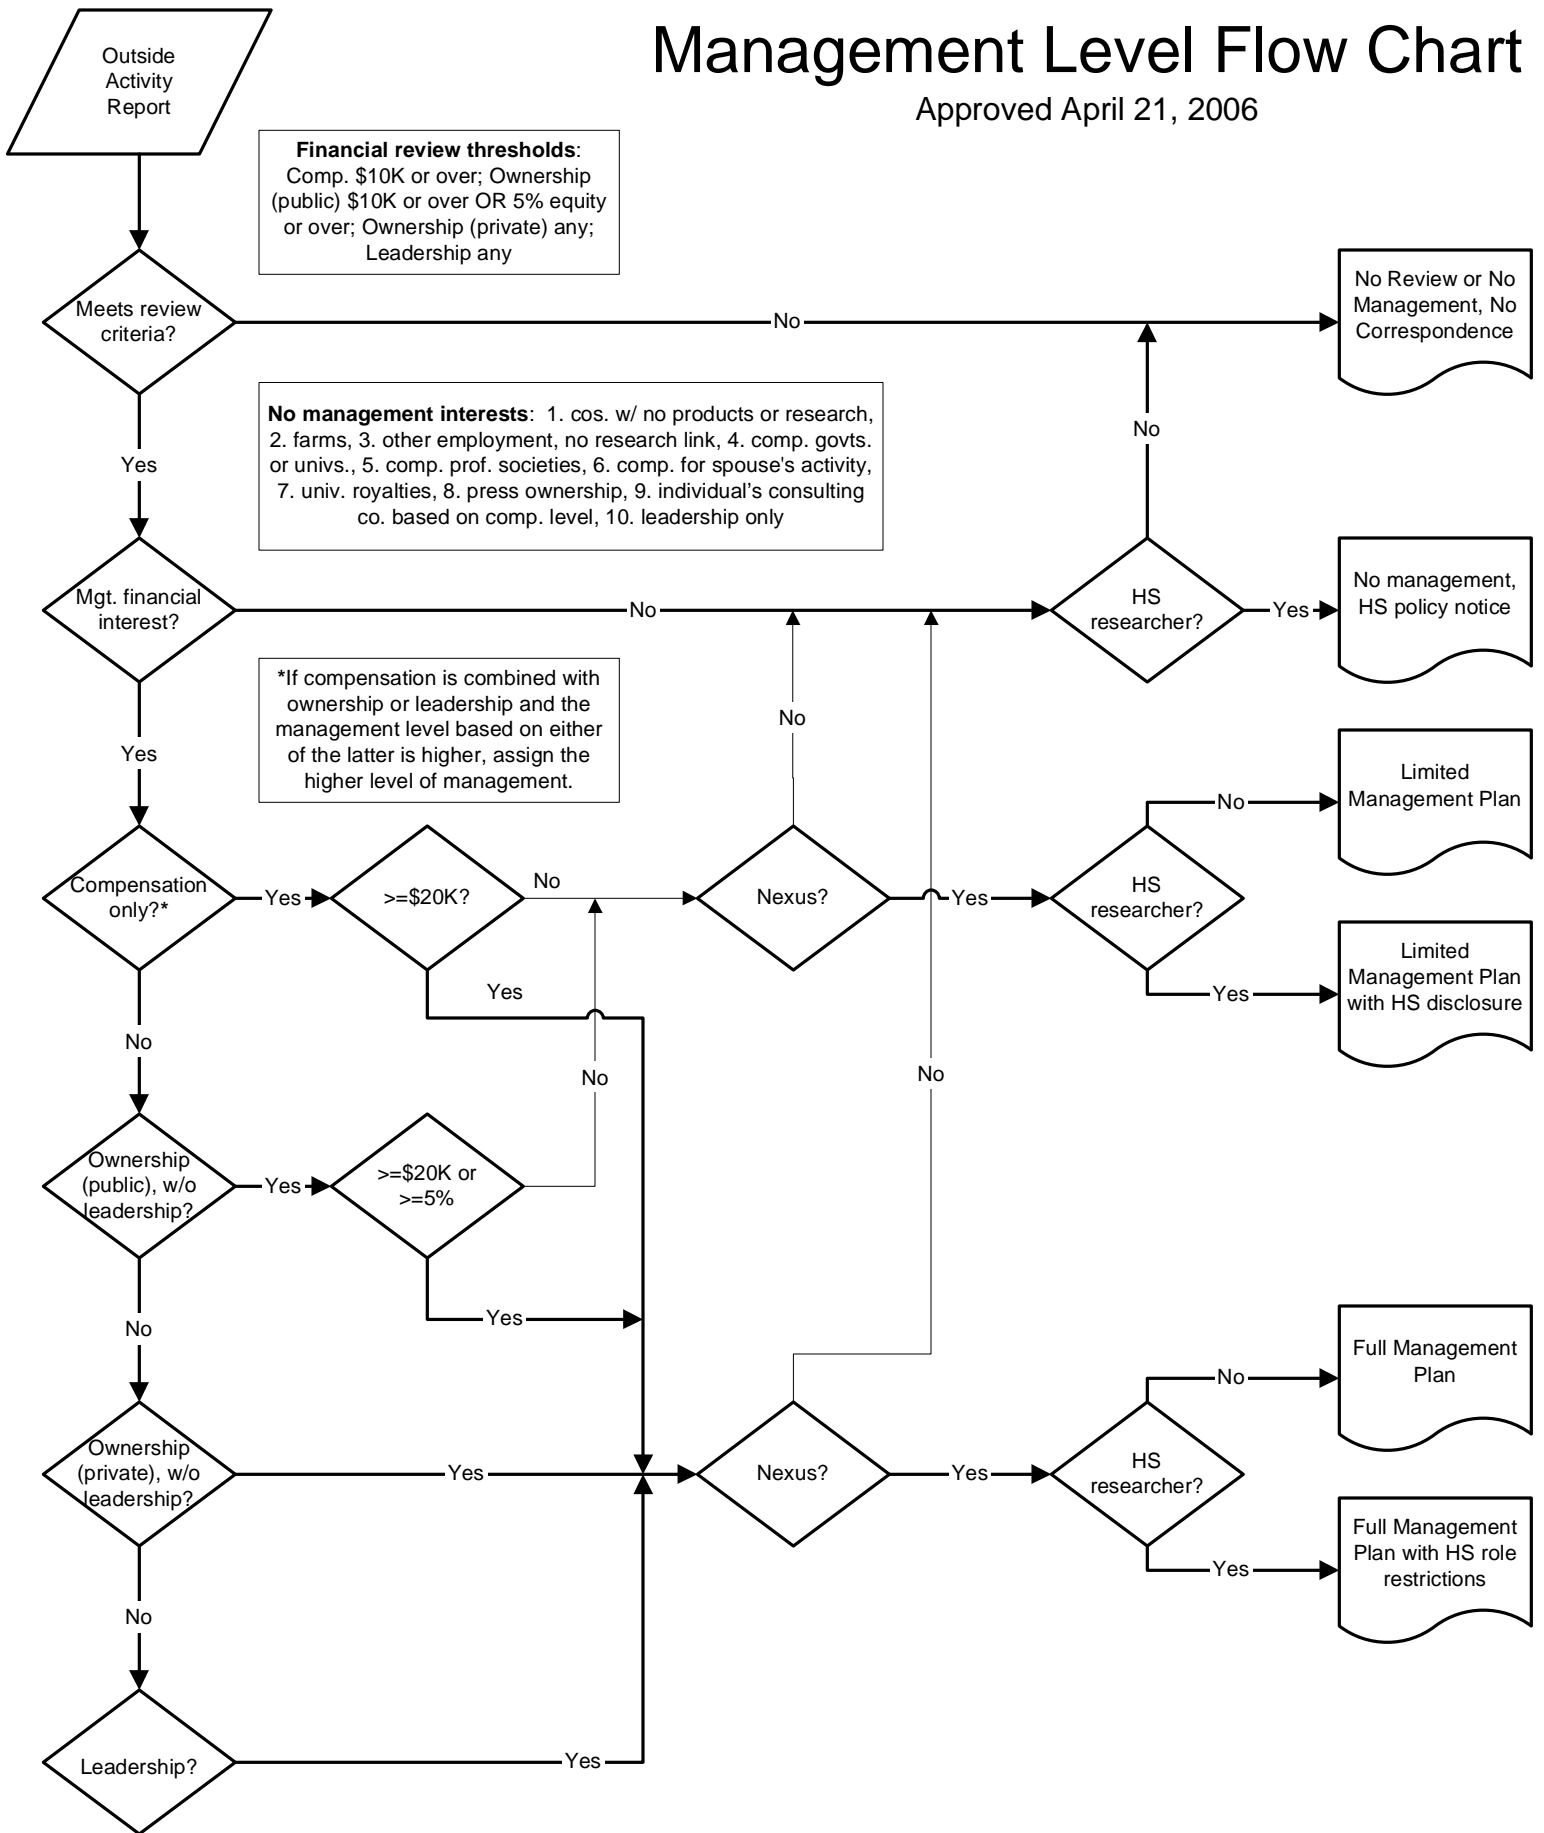 Management Level Flow Chart
Approved April 21, 2006
Outside
Activity
Report
Financial review thresholds:
Comp. $10K or over; Ownership
(public) $10K or over OR 5% equity
or over; Ownership (private) any;
Leadership any
Meets review
criteria?
No
No Review or No
Management, No
Correspondence
Yes
No management interests: 1. cos. w/ no products or research,
2. farms, 3. other employment, no research link, 4. comp. govts.
or univs., 5. comp. prof. societies, 6. comp. for spouse's activity,
7. univ. royalties, 8. press ownership, 9. individual’s consulting
co. based on comp. level, 10. leadership only
No
Mgt. financial
interest?
No
HS
researcher?
Yes
No management,
HS policy notice
Yes
*If compensation is combined with
ownership or leadership and the
management level based on either
of the latter is higher, assign the
higher level of management.
No
Compensation
only?*
Yes
>=$20K?
No
Nexus?
Yes
HS
researcher?
No
Limited
Management Plan
Yes
Limited
Management Plan
with HS disclosure
Yes
No
No
No
Ownership
(public), w/o
leadership?
Yes
>=$20K or
>=5%
Yes
No
Ownership
(private), w/o
leadership?
Yes
Nexus?
Yes
HS
researcher?
No
Full Management
Plan
Yes
Full Management
Plan with HS role
restrictions
No
Leadership?
Yes